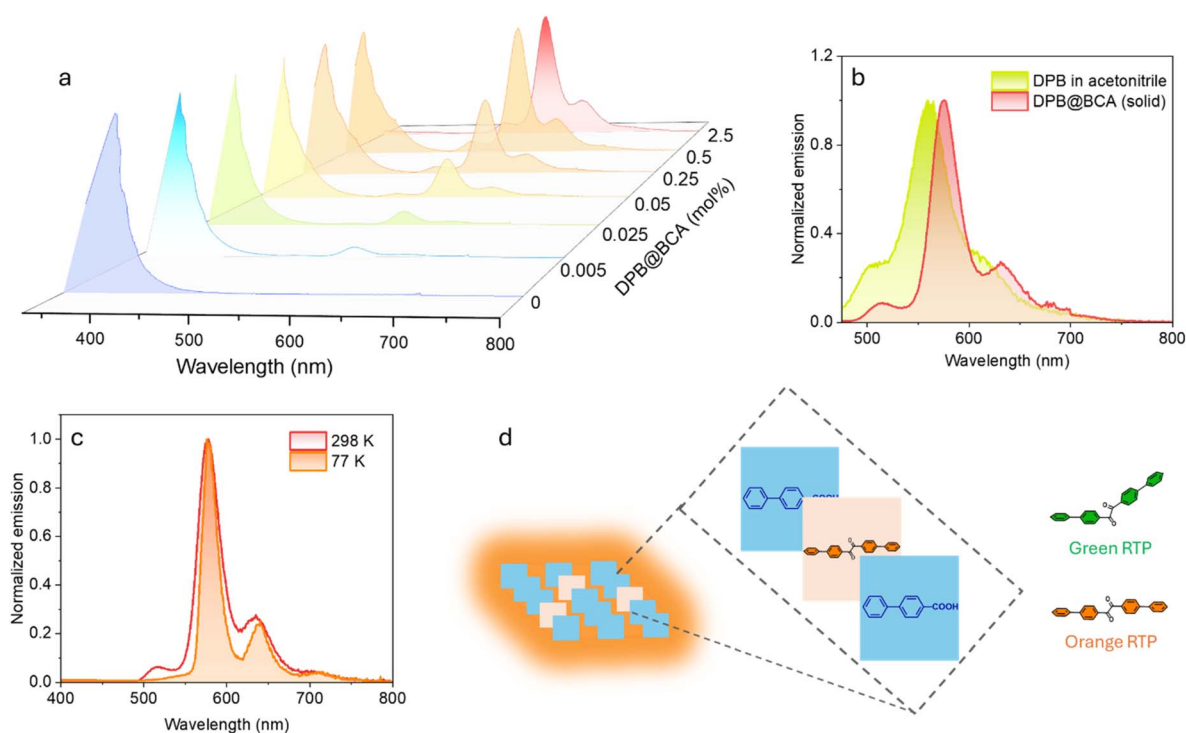 a
2.5
0.5
0.25
0.05
0.025
0.005
0
DPB@BCA (mol%)
400 500 600 700 800
Wavelength (nm)
b
DPB in acetonitrile
DPB@BCA (solid)
1.2
0.8
0.4
0.0
Normalized emission
500 600 700 800
Wavelength (nm)
c
298 K
77 K
1.0
0.8
0.6
0.4
0.2
0.0
Normalized emission
400 500 600 700 800
Wavelength (nm)
d
COOH
O
O
COOH
O
O
Green RTP
O
O
Orange RTP